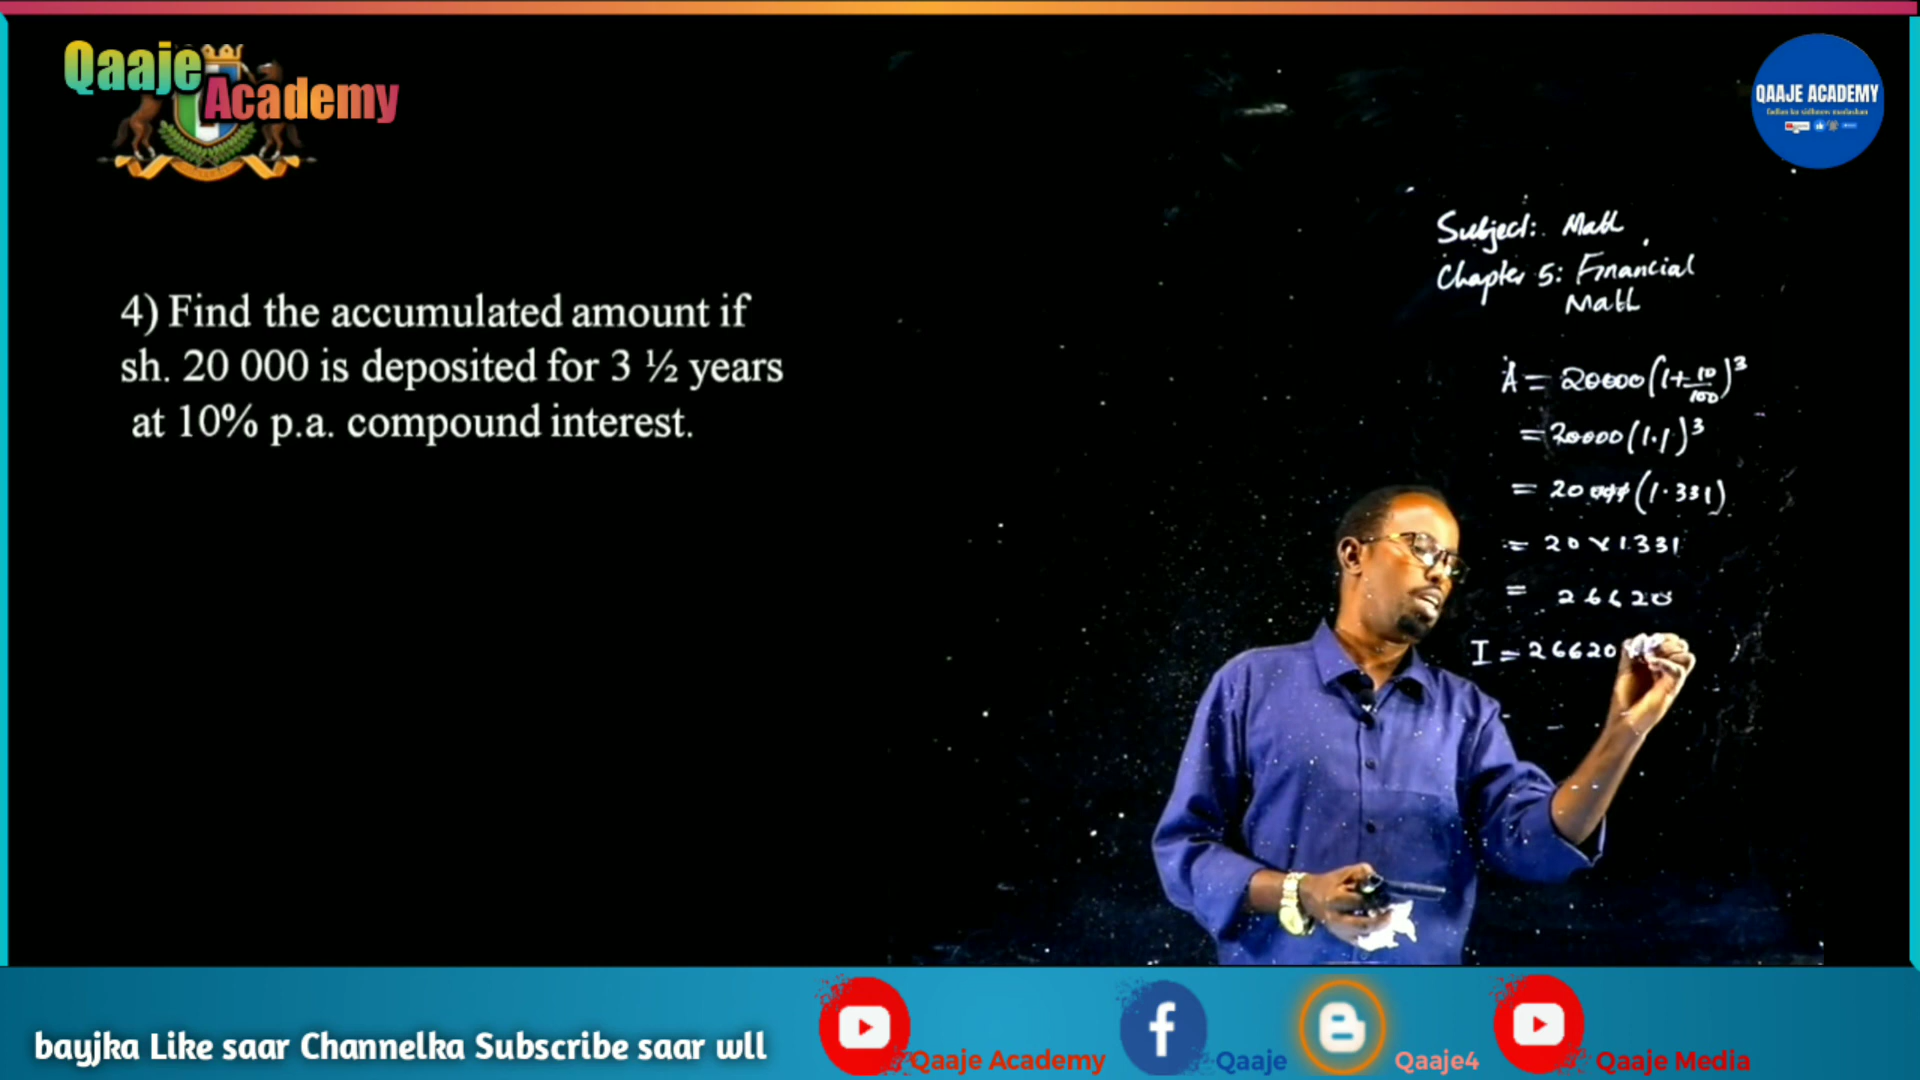 Qaaje
Academy
QAAJE ACADEMY
4) Find the accumulated amount if
sh. 20 000 is deposited for 3 ½ years
at 10% p.a. compound interest.
Subject: Math
Chapter 5: Financial
Math
A = 20000(1+10/100)³
= 20000(1.1)³
= 20000(1.331)
= 20 × 1.331
= 26620
I = 26620
bayjka Like saar Channelka Subscribe saar wll
Qaaje Academy
Qaaje
Qaaje4
Qaaje Media